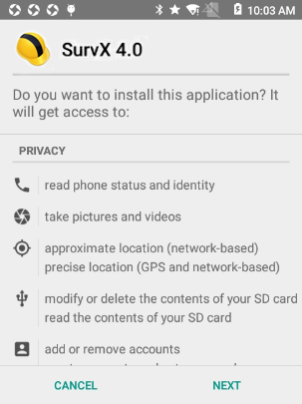 10:03 AM
SurvX 4.0
Do you want to install this application? It
will get access to:
PRIVACY
read phone status and identity
take pictures and videos
approximate location (network-based)
precise location (GPS and network-based)
modify or delete the contents of your SD card
read the contents of your SD card
add or remove accounts
CANCEL NEXT